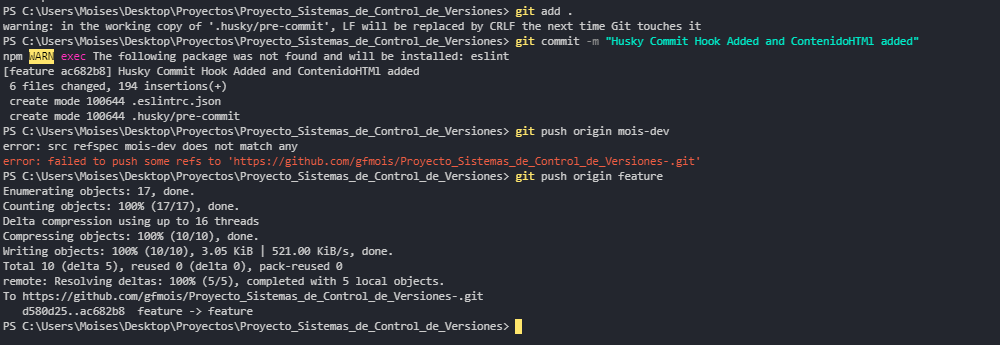 PS C:\Users\Moises\Desktop\Proyectos\Proyecto_Sistemas_de_Control_de_Versiones> git add .
warning: in the working copy of '.husky/pre-commit', LF will be replaced by CRLF the next time Git touches it
PS C:\Users\Moises\Desktop\Proyectos\Proyecto_Sistemas_de_Control_de_Versiones> git commit -m "Husky Commit Hook Added and ContenidoHTMl added"
npm WARN exec The following package was not found and will be installed: eslint
[feature ac682b8] Husky Commit Hook Added and ContenidoHTMl added
 6 files changed, 194 insertions(+)
 create mode 100644 .eslintrc.json
 create mode 100644 .husky/pre-commit
PS C:\Users\Moises\Desktop\Proyectos\Proyecto_Sistemas_de_Control_de_Versiones> git push origin mois-dev
error: src refspec mois-dev does not match any
error: failed to push some refs to 'https://github.com/gfmois/Proyecto_Sistemas_de_Control_de_Versiones-.git'
PS C:\Users\Moises\Desktop\Proyectos\Proyecto_Sistemas_de_Control_de_Versiones> git push origin feature
Enumerating objects: 17, done.
Counting objects: 100% (17/17), done.
Delta compression using up to 16 threads
Compressing objects: 100% (10/10), done.
Writing objects: 100% (10/10), 3.05 KiB | 521.00 KiB/s, done.
Total 10 (delta 5), reused 0 (delta 0), pack-reused 0
remote: Resolving deltas: 100% (5/5), completed with 5 local objects.
To https://github.com/gfmois/Proyecto_Sistemas_de_Control_de_Versiones-.git
   d580d25..ac682b8  feature -> feature
PS C:\Users\Moises\Desktop\Proyectos\Proyecto_Sistemas_de_Control_de_Versiones>